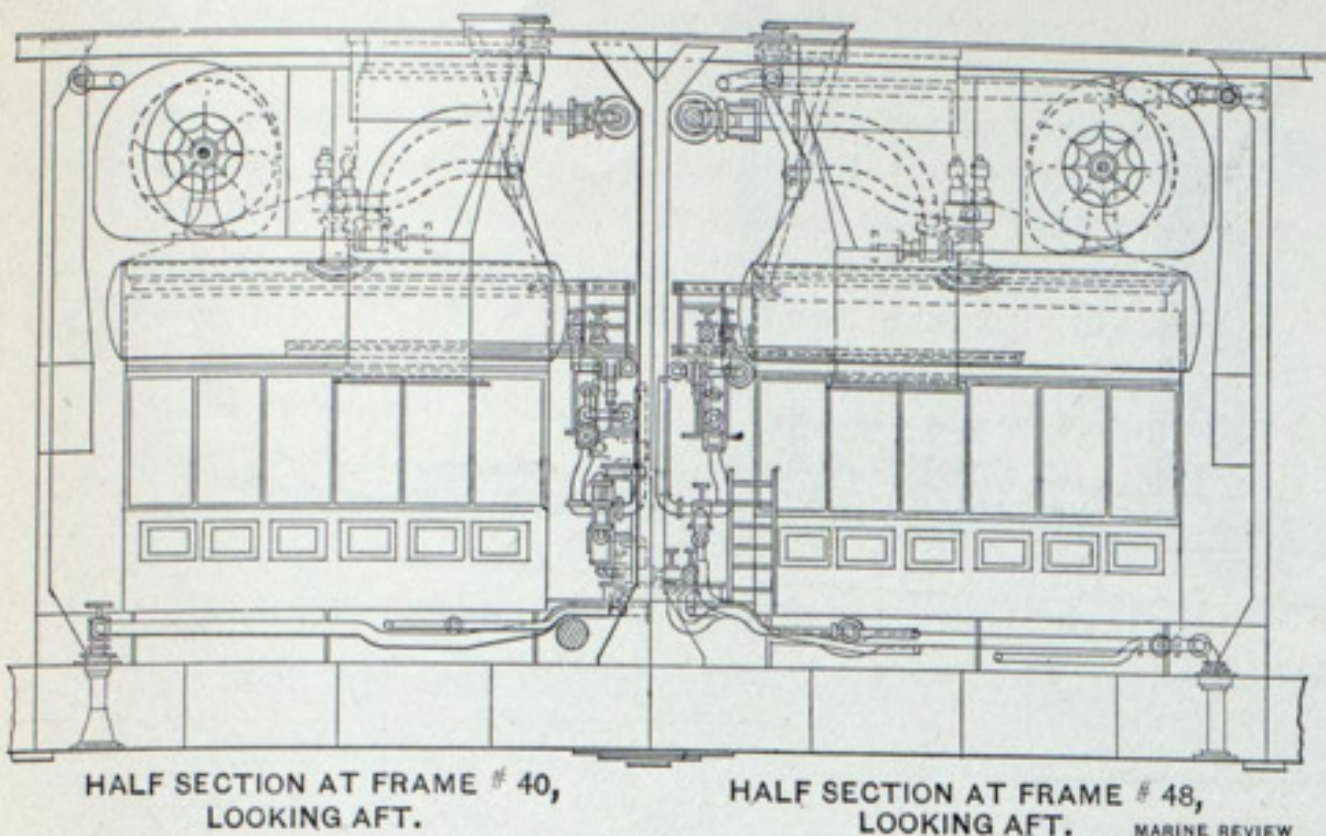 HALF SECTION AT FRAME # 40,
LOOKING AFT.
HALF SECTION AT FRAME # 48,
LOOKING AFT.
MARINE REVIEW